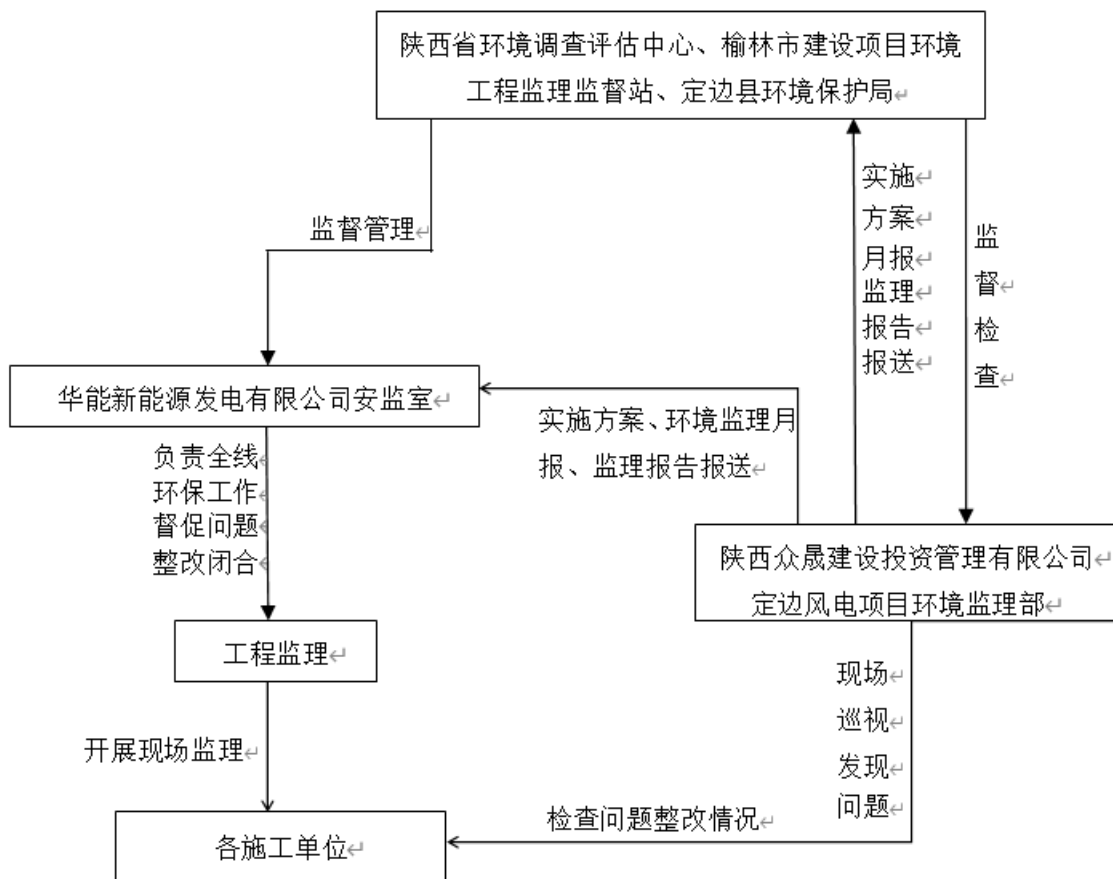 陕西省环境调查评估中心、榆林市建设项目环境
工程监理监督站、定边县环境保护局
监督管理
实施
方案
月报
监理
报告
报送
监
督
检
查
华能新能源发电有限公司安监室
实施方案、环境监理月
报、监理报告报送
负责全线
环保工作
督促问题
整改闭合
陕西众晟建设投资管理有限公司
定边风电项目环境监理部
工程监理
现场
巡视
发现
问题
开展现场监理
检查问题整改情况
各施工单位